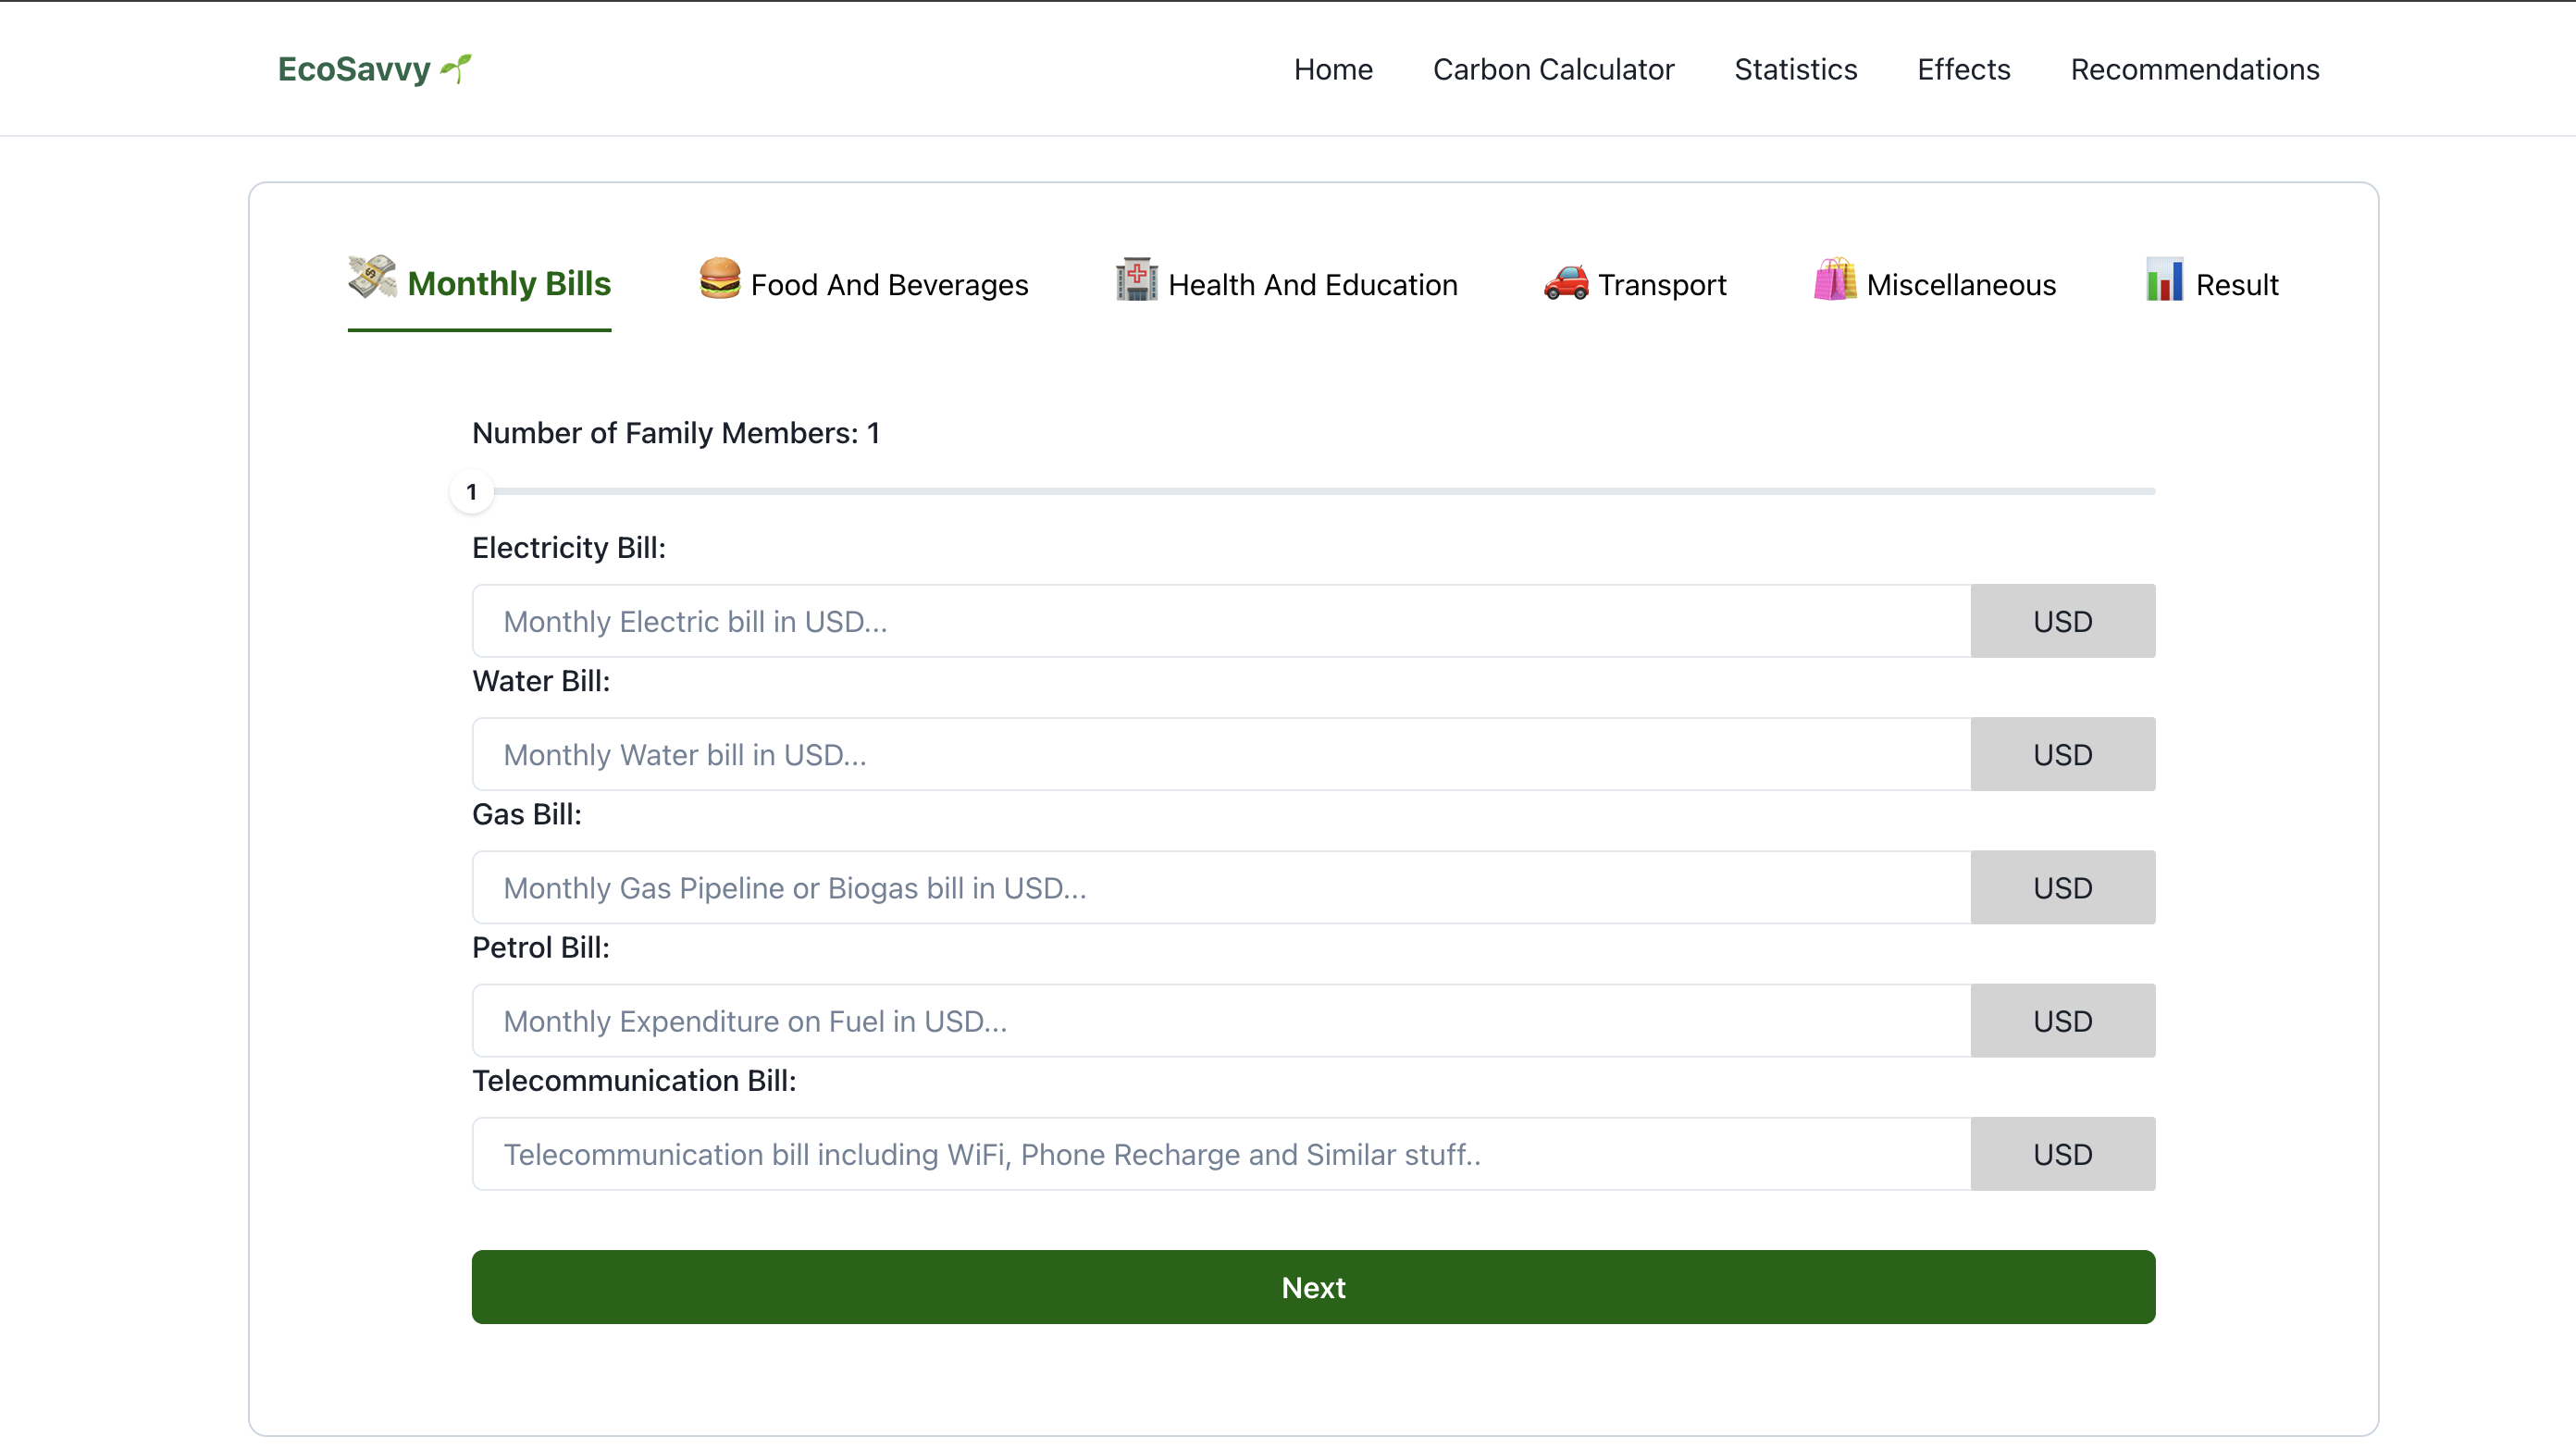 EcoSavvy
Home Carbon Calculator Statistics Effects Recommendations
Monthly Bills Food And Beverages Health And Education Transport Miscellaneous Result
Number of Family Members: 1
1
Electricity Bill:
Monthly Electric bill in USD... USD
Water Bill:
Monthly Water bill in USD... USD
Gas Bill:
Monthly Gas Pipeline or Biogas bill in USD... USD
Petrol Bill:
Monthly Expenditure on Fuel in USD... USD
Telecommunication Bill:
Telecommunication bill including WiFi, Phone Recharge and Similar stuff.. USD
Next